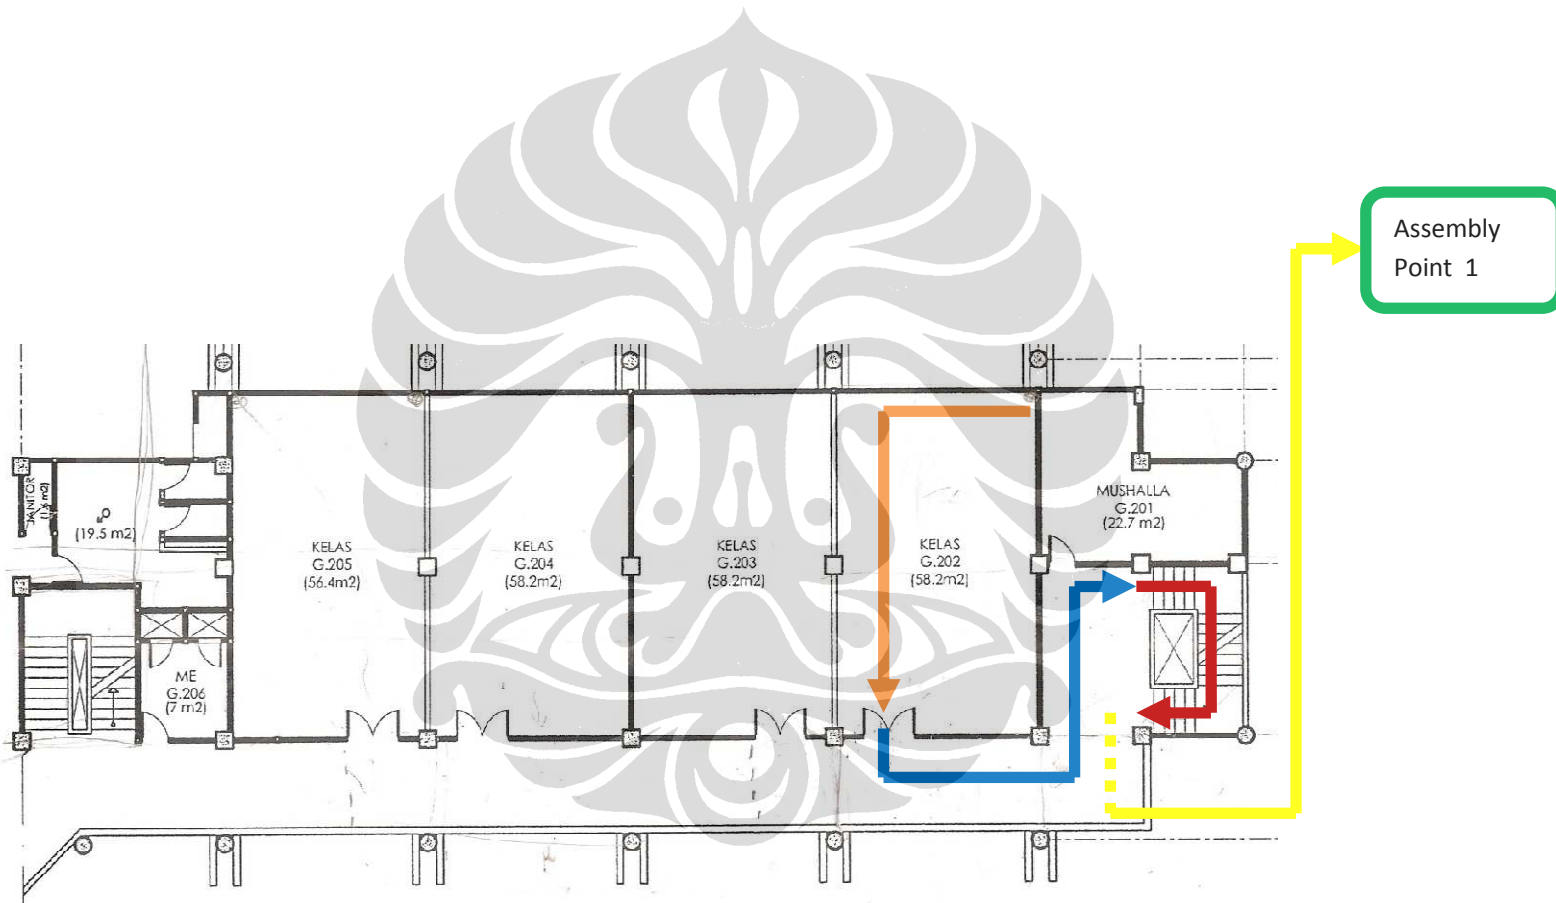 Assembly
Point 1
JANITOR
(19.5 m2)
KELAS
G.205
(56.4m2)
KELAS
G.204
(58.2m2)
KELAS
G.203
(58.2m2)
KELAS
G.202
(58.2m2)
MUSHALLA
G.201
(22.7 m2)
ME
G.206
(7 m2)